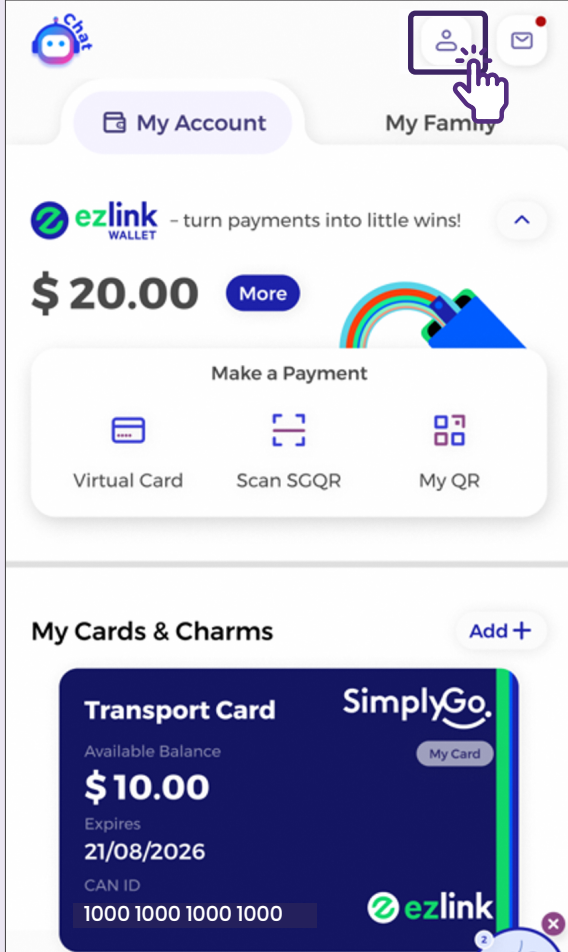 Chat
My Account
My Family
ezlink
WALLET
– turn payments into little wins!
$ 20.00
More
Make a Payment
Virtual Card
Scan SGQR
My QR
My Cards & Charms
Add +
Transport Card
SimplyGo.
Available Balance
My Card
$ 10.00
Expires
21/08/2026
CAN ID
1000 1000 1000 1000
ezlink
2